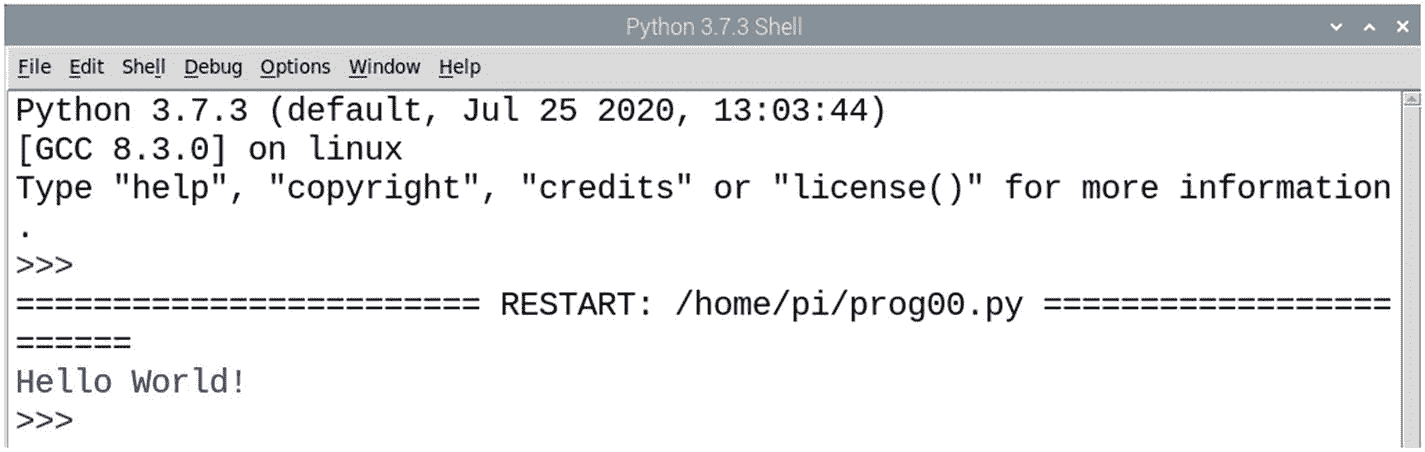 Python 3.7.3 Shell
File Edit Shell Debug Options Window Help
Python 3.7.3 (default, Jul 25 2020, 13:03:44)
[GCC 8.3.0] on linux
Type "help", "copyright", "credits" or "license()" for more information
.
>>>
======================== RESTART: /home/pi/prog00.py ==================
======
Hello World!
>>>